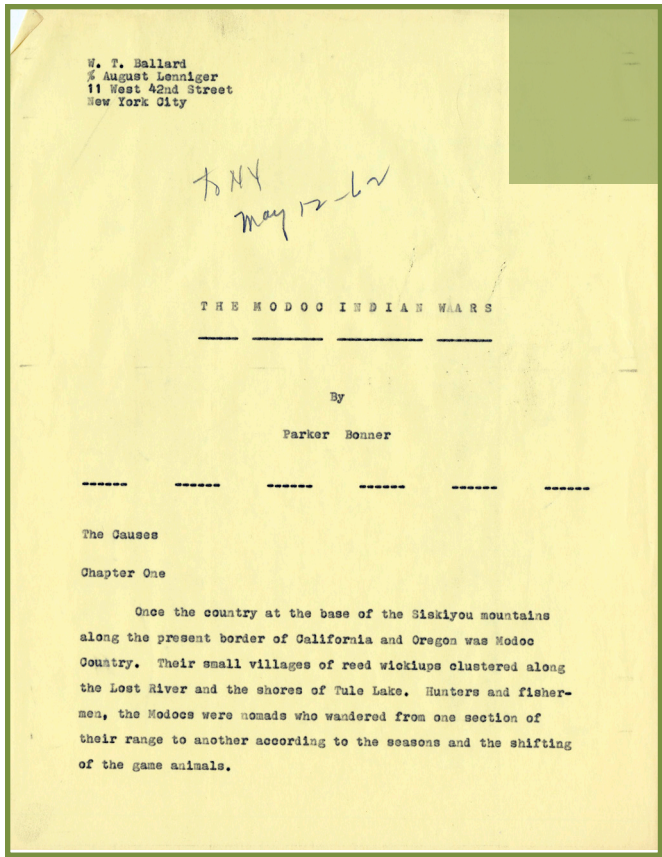 W. T. Ballard
% August Lenniger
11 West 42nd Street
New York City
To NY
May 12-62
THE MODOC INDIAN WARS
By
Parker Bonner
The Causes
Chapter One
Once the country at the base of the Siskiyou mountains
along the present border of California and Oregon was Modoc
Country. Their small villages of reed wickiups clustered along
the Lost River and the shores of Tule Lake. Hunters and fisher-
men, the Modocs were nomads who wandered from one section of
their range to another according to the seasons and the shifting
of the game animals.